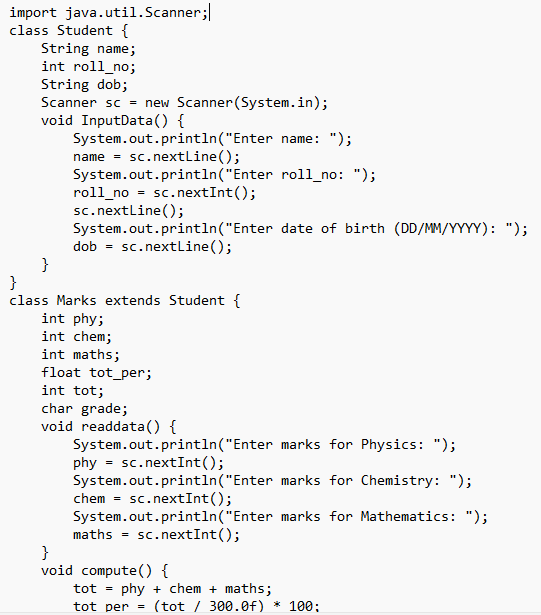 import java.util.Scanner;
class Student {
    String name;
    int roll_no;
    String dob;
    Scanner sc = new Scanner(System.in);
    void InputData() {
        System.out.println("Enter name: ");
        name = sc.nextLine();
        System.out.println("Enter roll_no: ");
        roll_no = sc.nextInt();
        sc.nextLine();
        System.out.println("Enter date of birth (DD/MM/YYYY): ");
        dob = sc.nextLine();
    }
}
class Marks extends Student {
    int phy;
    int chem;
    int maths;
    float tot_per;
    int tot;
    char grade;
    void readdata() {
        System.out.println("Enter marks for Physics: ");
        phy = sc.nextInt();
        System.out.println("Enter marks for Chemistry: ");
        chem = sc.nextInt();
        System.out.println("Enter marks for Mathematics: ");
        maths = sc.nextInt();
    }
    void compute() {
        tot = phy + chem + maths;
        tot_per = (tot / 300.0f) * 100;